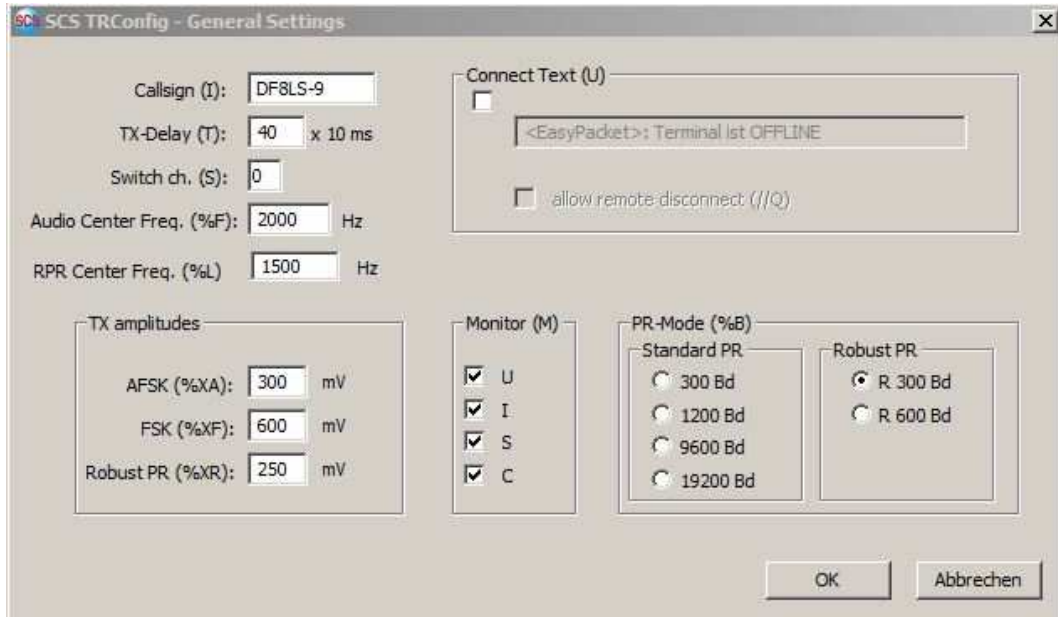 SCS TRConfig - General Settings
Callsign (I): DF8LS-9
TX-Delay (T): 40 x 10 ms
Switch ch. (S): 0
Audio Center Freq. (%F): 2000 Hz
RPR Center Freq. (%L) 1500 Hz
Connect Text (U)
<EasyPacket>: Terminal ist OFFLINE
allow remote disconnect (//Q)
TX amplitudes
AFSK (%XA): 300 mV
FSK (%XF): 600 mV
Robust PR (%XR): 250 mV
Monitor (M)
U
I
S
C
PR-Mode (%B)
Standard PR
300 Bd
1200 Bd
9600 Bd
19200 Bd
Robust PR
R 300 Bd
R 600 Bd
OK
Abbrechen